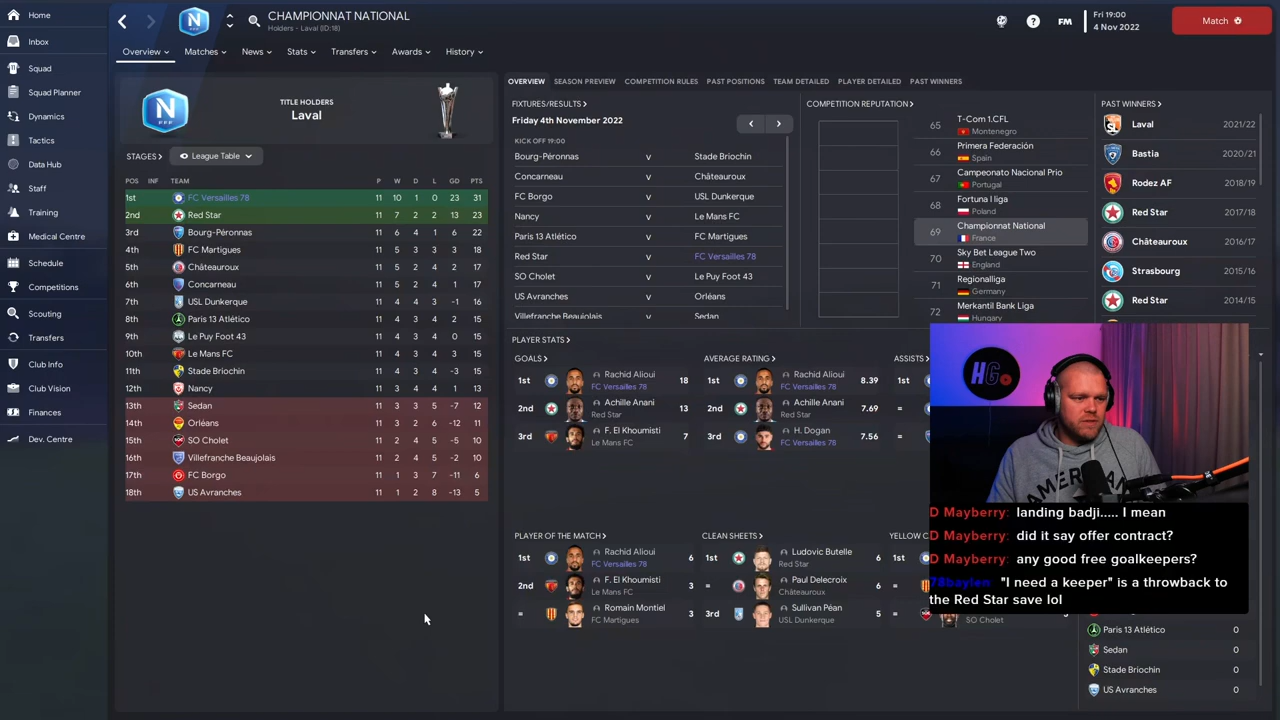 Home
Inbox
Squad
Squad Planner
Dynamics
Tactics
Data Hub
Staff
Training
Medical Centre
Schedule
Competitions
Scouting
Transfers
Club Info
Club Vision
Finances
Dev. Centre
CHAMPIONNAT NATIONAL
Holders - Laval (ID:18)
? FM Fri 19:00
4 Nov 2022
Match
Overview Matches News Stats Transfers Awards History
N
FFF
TITLE HOLDERS
Laval
STAGES> League Table
POS INF TEAM P W D L GD PTS
1st FC Versailles 78 11 10 1 0 23 31
2nd Red Star 11 7 2 2 13 23
3rd Bourg-Péronnas 11 6 4 1 6 22
4th FC Martigues 11 5 3 3 3 18
5th Châteauroux 11 5 2 4 2 17
6th Concarneau 11 5 2 4 1 17
7th USL Dunkerque 11 4 4 3 -1 16
8th Paris 13 Atlético 11 4 3 4 2 15
9th Le Puy Foot 43 11 4 3 4 0 15
10th Le Mans FC 11 4 3 4 3 15
11th Stade Briochin 11 4 3 4 -3 15
12th Nancy 11 3 4 4 1 13
13th Sedan 11 3 3 5 -7 12
14th Orléans 11 3 2 6 -12 11
15th SO Cholet 11 2 4 5 -5 10
16th Villefranche Beaujolais 11 2 4 5 -2 10
17th FC Borgo 11 1 3 7 -11 6
18th US Avranches 11 1 2 8 -13 5
OVERVIEW SEASON PREVIEW COMPETITION RULES PAST POSITIONS TEAM DETAILED PLAYER DETAILED PAST WINNERS
FIXTURES/RESULTS>
Friday 4th November 2022
KICK OFF 19:00
Bourg-Péronnas v Stade Briochin
Concarneau v Châteauroux
FC Borgo v USL Dunkerque
Nancy v Le Mans FC
Paris 13 Atlético v FC Martigues
Red Star v FC Versailles 78
SO Cholet v Le Puy Foot 43
US Avranches v Orléans
Villefranche Beaujolais v Sedan
COMPETITION REPUTATION>
65 T-Com 1.CFL
Montenegro
66 Primera Federación
Spain
67 Campeonato Nacional Prio
Portugal
68 Fortuna I liga
Poland
69 Championnat National
France
70 Sky Bet League Two
England
71 Regionalliga
Germany
72 Merkantil Bank Liga
Hungary
PAST WINNERS>
Laval 2021/22
Bastia 2020/21
Rodez AF 2018/19
Red Star 2017/18
Châteauroux 2016/17
Strasbourg 2015/16
Red Star 2014/15
PLAYER STATS>
GOALS>
1st Rachid Alioui 18
FC Versailles 78
2nd Achille Anani 13
Red Star
3rd F. El Khoumisti 7
Le Mans FC
AVERAGE RATING>
1st Rachid Alioui 8.39
FC Versailles 78
2nd Achille Anani 7.69
Red Star
3rd H. Dogan 7.56
FC Versailles 78
ASSISTS>
1st
=
=
PLAYER OF THE MATCH>
1st Rachid Alioui 6
FC Versailles 78
2nd F. El Khoumisti 3
Le Mans FC
= Romain Montiel 3
FC Martigues
CLEAN SHEETS>
1st Ludovic Butelle 6
Red Star
= Paul Delecroix 6
Châteauroux
3rd Sullivan Péan 5
USL Dunkerque
YELLOW C
1st
=
=
SO Cholet
HG
AMERICAN
D Mayberry: landing badji..... I mean
D Mayberry: did it say offer contract?
D Mayberry: any good free goalkeepers?
78baylen "I need a keeper" is a throwback to
the Red Star save lol
Paris 13 Atlético 0
Sedan 0
Stade Briochin 0
US Avranches 0